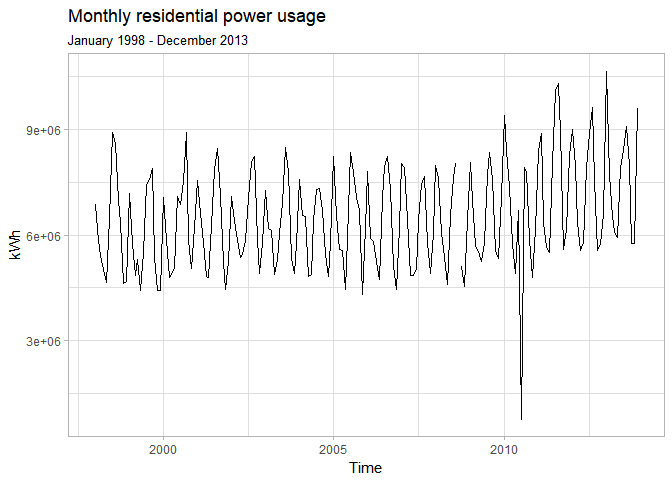 Monthly residential power usage
January 1998 - December 2013
9e+06
6e+06
3e+06
kWh
2000 2005 2010
Time